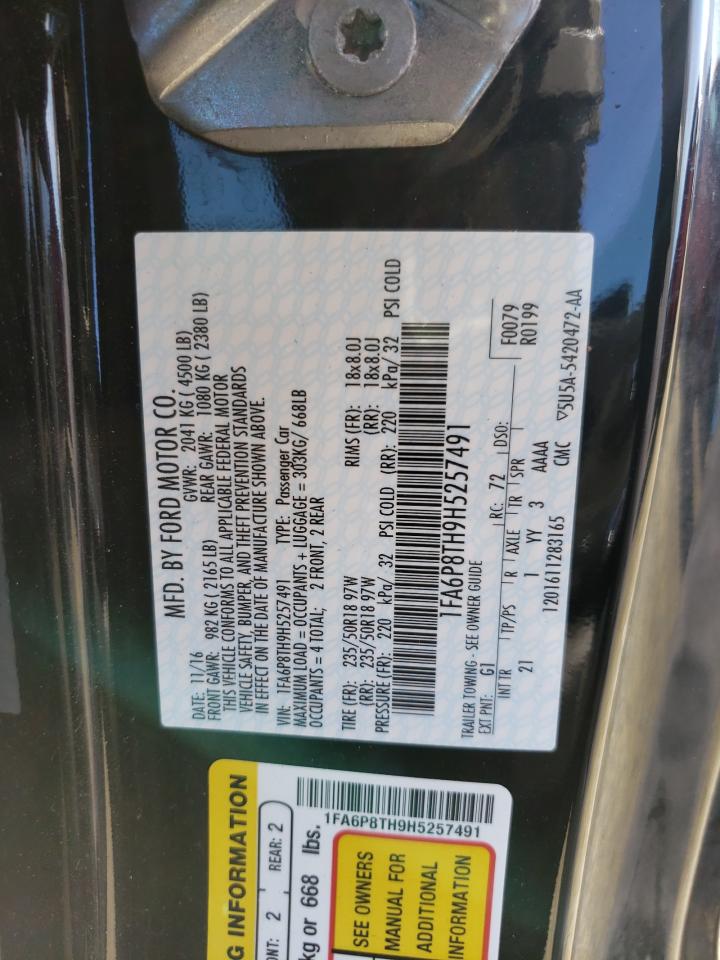 MFD. BY FORD MOTOR CO.
DATE: 11/16 GVWR: 2041 KG ( 4500 LB)
FRONT GAWR: 982 KG (2165LB) REAR GAWR: 1080 KG ( 2380 LB)
THIS VEHICLE CONFORMS TO ALL APPLICABLE FEDERAL MOTOR
VEHICLE SAFETY, BUMPER, AND THEFT PREVENTION STANDARDS
IN EFFECT ON THE DATE OF MANUFACTURE SHOWN ABOVE.
VIN: 1FA6P8TH9H5257491 TYPE: Passenger Car
MAXIMUM LOAD = OCCUPANTS + LUGGAGE = 303KG/ 668LB
OCCUPANTS = 4 TOTAL; 2 FRONT, 2 REAR
TIRE (FR): 235/50R18 97W RIMS (FR): 18x8.0J
(RR): 235/50R18 97W (RR): 18x8.0J
PRESSURE (FR): 220 kPa/ 32 PSI COLD (RR): 220 kPa/ 32 PSI COLD
1FA6P8TH9H5257491
TRAILER TOWING - SEE OWNER GUIDE
EXT PNT: G1 RC: 72 DSO: F0079
R0199
INT TR TP/PS R AXLE TR SPR
21 1 YY 3 AAAA
1201611283165 CMC ▽5U5A-5420472-AA
G INFORMATION
ONT: 2 REAR: 2
kg or 668 lbs.
1FA6P8TH9H5257491
SEE OWNERS
MANUAL FOR
ADDITIONAL
INFORMATION